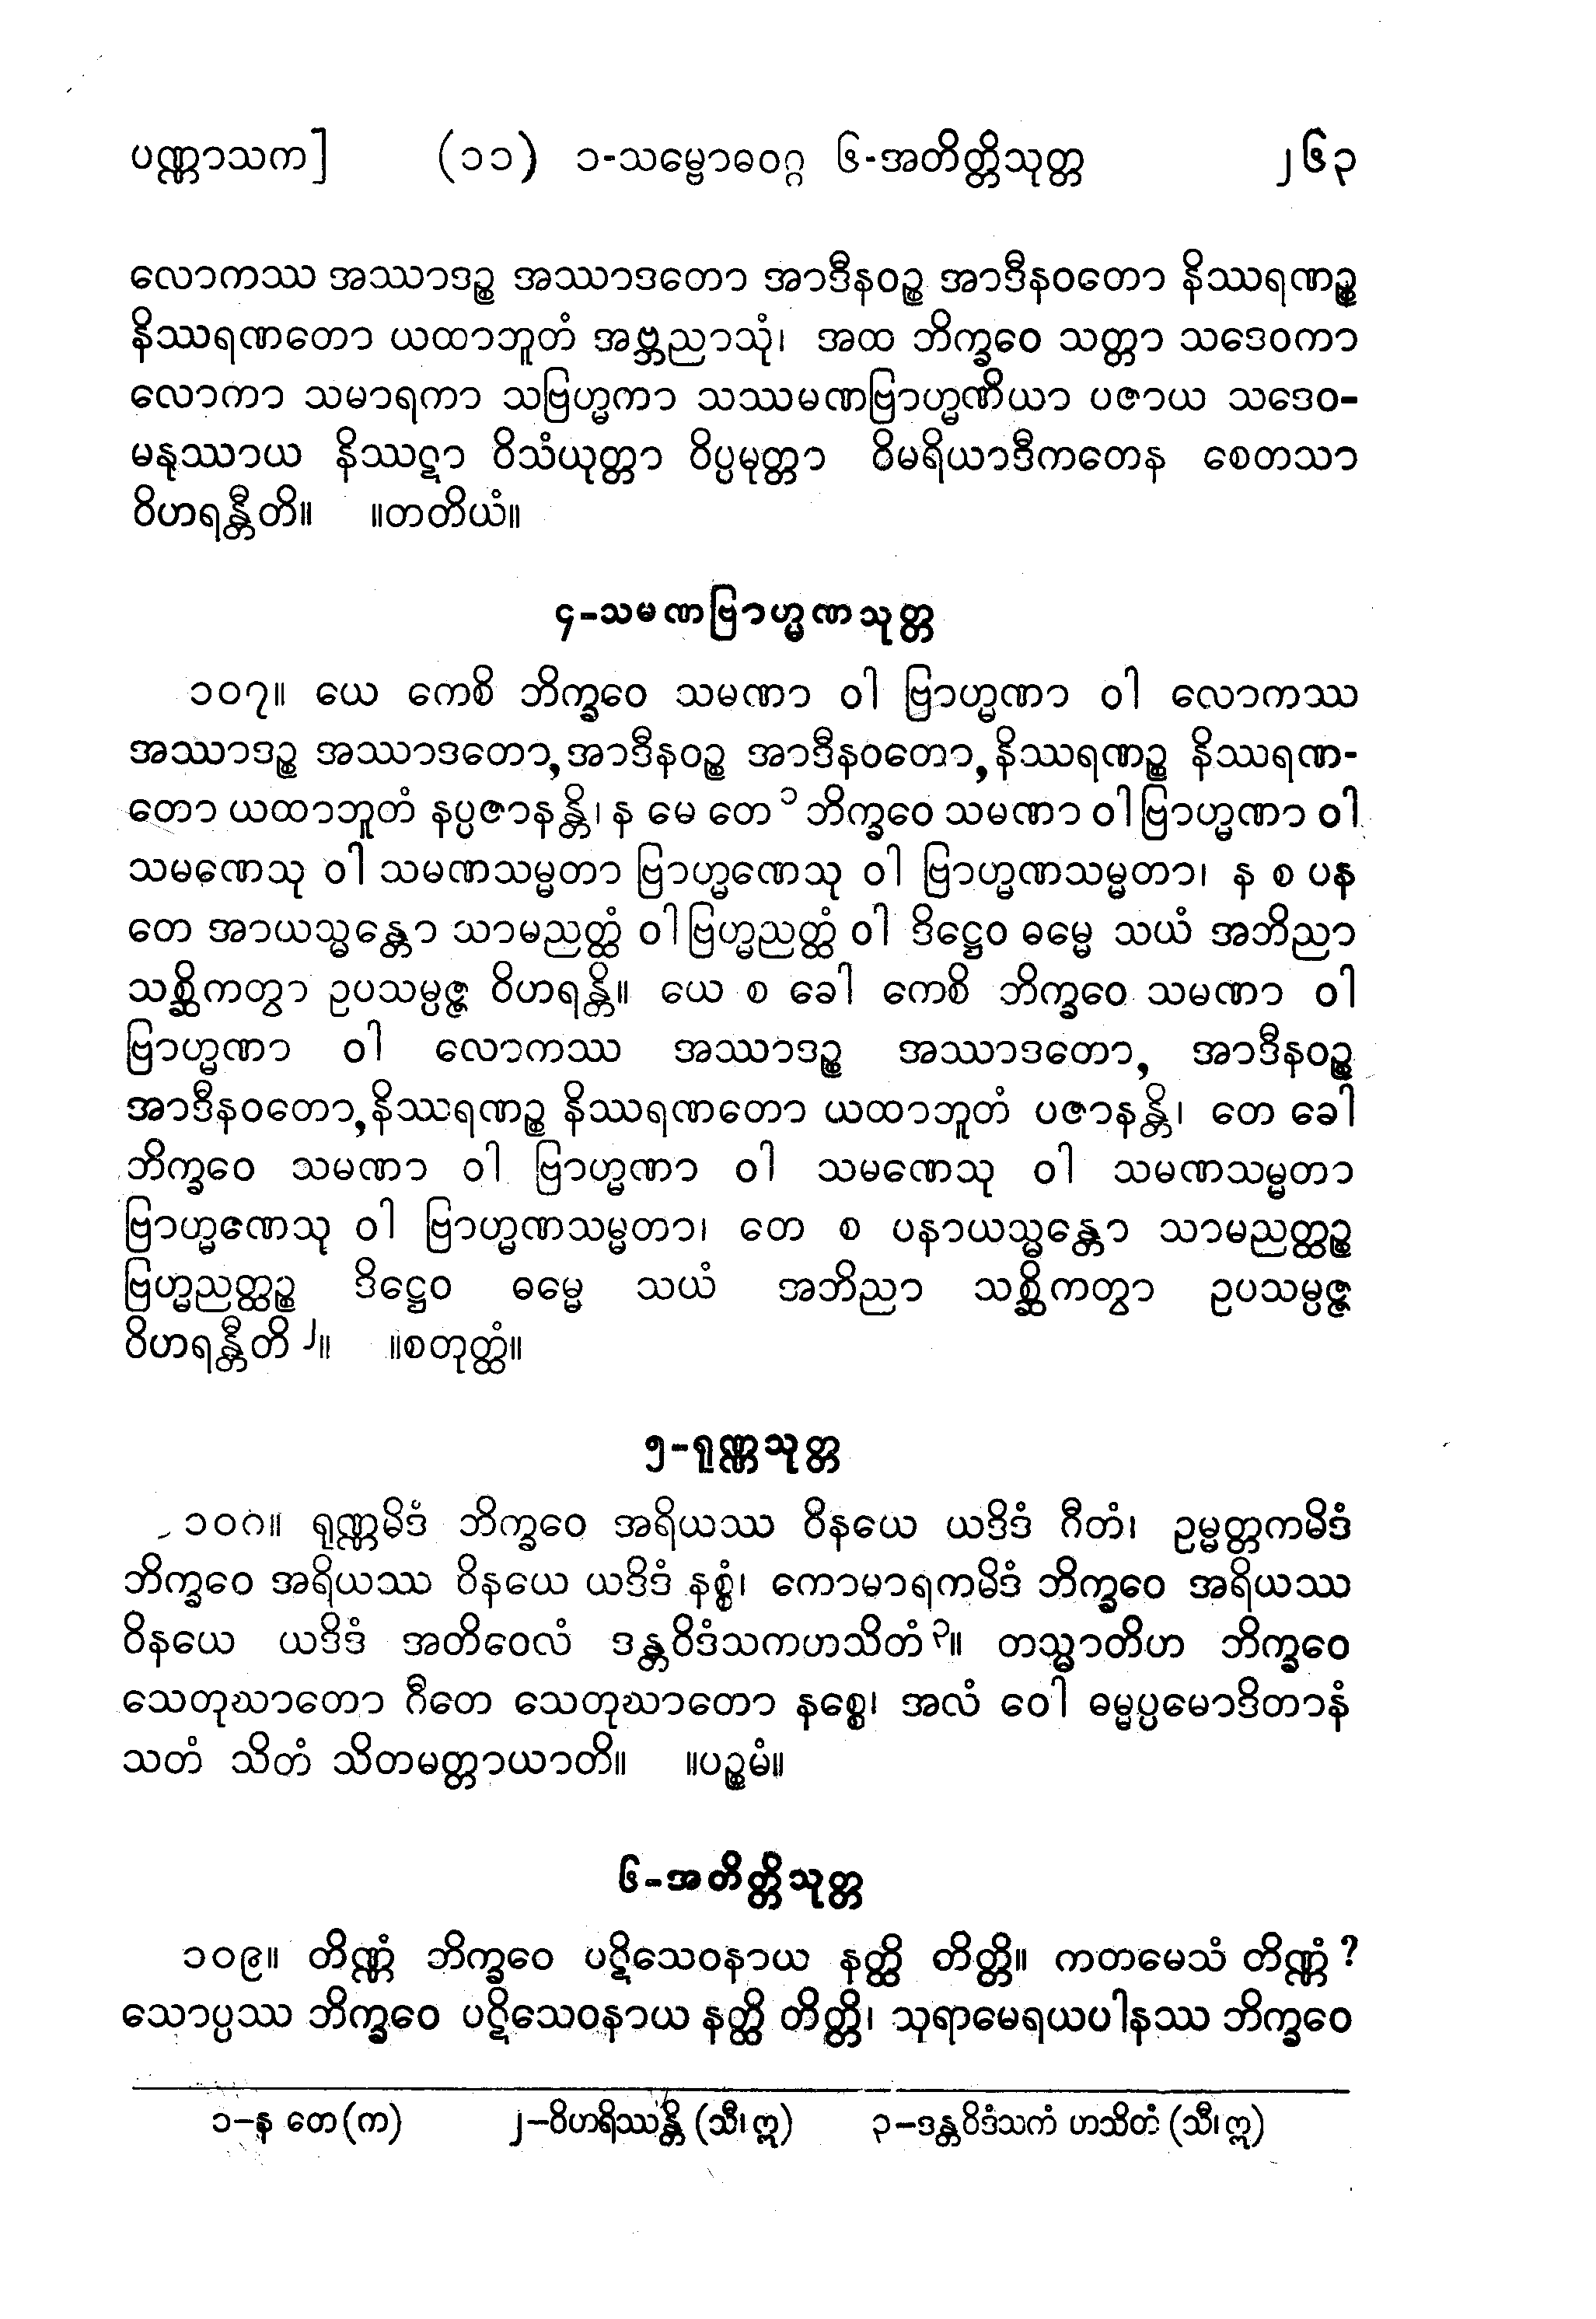 ပဏ္ဏာသက] (၁၁) ၁-သမ္ဗောဓဝဂ္ဂ ၆-အတိတ္တိသုတ္တ ၂၆၃
လောကဿ အဿာဒဉ္စ အဿာဒတော အာဒီနဝဉ္စ အာဒီနဝတော နိဿရဏဉ္စ
နိဿရဏတော ယထာဘူတံ အဗ္ဘညာသုံ၊ အထ ဘိက္ခဝေ သတ္တာ သဒေဝကာ
လောကာ သမာရကာ သဗြဟ္မကာ သဿမဏဗြာဟ္မဏိယာ ပဇာယ သဒေဝ-
မနုဿာယ နိဿဋာ ဝိသံယုတ္တာ ဝိပ္ပမုတ္တာ ဝိမရိယာဒီကတေန စေတသာ
ဝိဟရန္တီတိ။ ။တတိယံ။
၄-သမဏဗြာဟ္မဏသုတ္တ
၁၀၇။ ယေ ကေစိ ဘိက္ခဝေ သမဏာ ဝါ ဗြာဟ္မဏာ ဝါ လောကဿ
အဿာဒဉ္စ အဿာဒတော, အာဒီနဝဉ္စ အာဒီနဝတော, နိဿရဏဉ္စ နိဿရဏ-
တော ယထာဘူတံ နပ္ပဇာနန္တိ၊ န မေ တေ ၁ ဘိက္ခဝေ သမဏာ ဝါ ဗြာဟ္မဏာ ဝါ
သမဏေသု ဝါ သမဏသမ္မတာ ဗြာဟ္မဏေသု ဝါ ဗြာဟ္မဏသမ္မတာ၊ န စ ပန
တေ အာယသ္မန္တော သာမညတ္ထံ ဝါ ဗြဟ္မညတ္ထံ ဝါ ဒိဋ္ဌေဝ ဓမ္မေ သယံ အဘိညာ
သစ္ဆိကတွာ ဥပသမ္ပဇ္ဇ ဝိဟရန္တိ။ ယေ စ ခေါ ကေစိ ဘိက္ခဝေ သမဏာ ဝါ
ဗြာဟ္မဏာ ဝါ လောကဿ အဿာဒဉ္စ အဿာဒတော, အာဒီနဝဉ္စ
အာဒီနဝတော, နိဿရဏဉ္စ နိဿရဏတော ယထာဘူတံ ပဇာနန္တိ၊ တေ ခေါ
ဘိက္ခဝေ သမဏာ ဝါ ဗြာဟ္မဏာ ဝါ သမဏေသု ဝါ သမဏသမ္မတာ
ဗြာဟ္မဏေသု ဝါ ဗြာဟ္မဏသမ္မတာ၊ တေ စ ပနာယသ္မန္တော သာမညတ္ထဉ္စ
ဗြဟ္မညတ္ထဉ္စ ဒိဋ္ဌေဝ ဓမ္မေ သယံ အဘိညာ သစ္ဆိကတွာ ဥပသမ္ပဇ္ဇ
ဝိဟရန္တီတိ ၂။ ။စတုတ္ထံ။
၅-ရုဏ္ဏသုတ္တ
၁၀၈။ ရုဏ္ဏမိဒံ ဘိက္ခဝေ အရိယဿ ဝိနယေ ယဒိဒံ ဂီတံ၊ ဥမ္မတ္တကမိဒံ
ဘိက္ခဝေ အရိယဿ ဝိနယေ ယဒိဒံ နစ္စံ၊ ကောမာရကမိဒံ ဘိက္ခဝေ အရိယဿ
ဝိနယေ ယဒိဒံ အတိဝေလံ ဒန္တဝိဒံသကဟသိတံ ၃။ တသ္မာတိဟ ဘိက္ခဝေ
သေတုဃာတော ဂီတေ သေတုဃာတော နစ္စေ၊ အလံ ဝေါ ဓမ္မပ္ပမောဒိတာနံ
သတံ သိတံ သိတမတ္တာယာတိ။ ။ပဉ္စမံ။
၆-အတိတ္တိသုတ္တ
၁၀၉။ တိဏ္ဏံ ဘိက္ခဝေ ပဋိသေဝနာယ နတ္ထိ တိတ္တိ။ ကတမေသံ တိဏ္ဏံ ?
သောပ္ပဿ ဘိက္ခဝေ ပဋိသေဝနာယ နတ္ထိ တိတ္တိ၊ သုရာမေရယပါနဿ ဘိက္ခဝေ
၁-န တေ (က) ၂-ဝိဟရိဿန္တိ (သီ၊ ဣ) ၃-ဒန္တဝိဒံသကံ ဟသိတံ (သီ၊ ဣ)